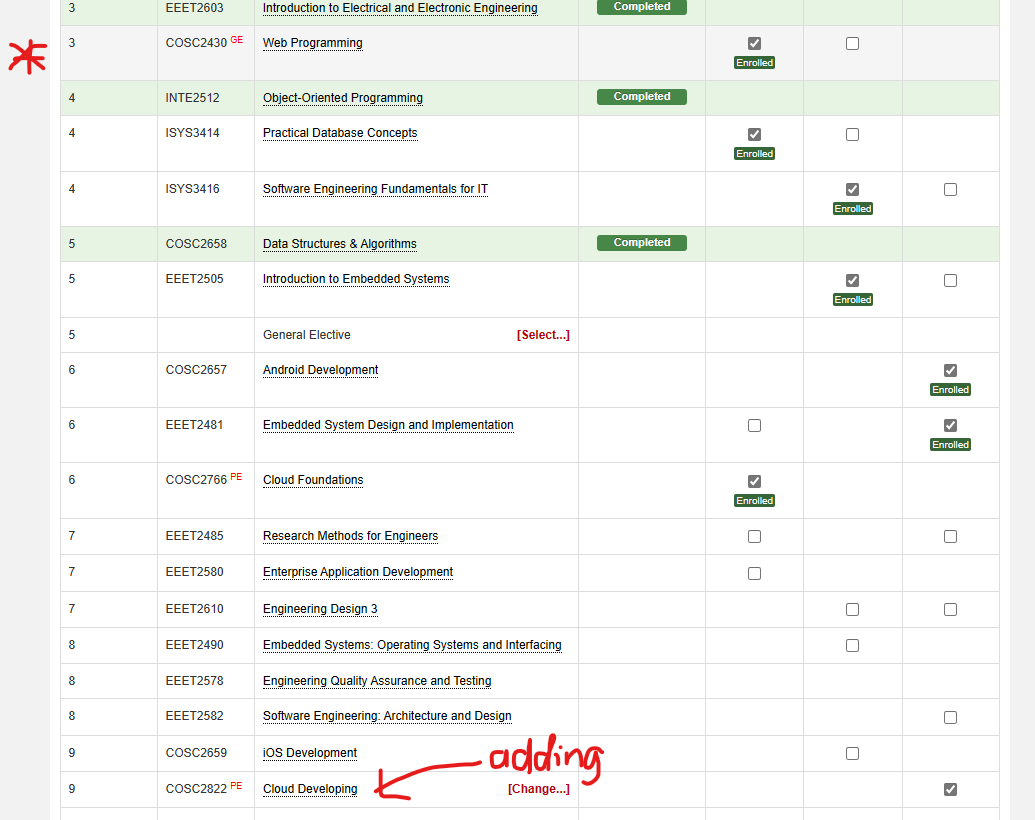 3 EEET2603 Introduction to Electrical and Electronic Engineering Completed
3 COSC2430 GE Web Programming
Enrolled
4 INTE2512 Object-Oriented Programming Completed
4 ISYS3414 Practical Database Concepts
Enrolled
4 ISYS3416 Software Engineering Fundamentals for IT
Enrolled
5 COSC2658 Data Structures & Algorithms Completed
5 EEET2505 Introduction to Embedded Systems
Enrolled
5 General Elective [Select...]
6 COSC2657 Android Development
Enrolled
6 EEET2481 Embedded System Design and Implementation
Enrolled
6 COSC2766 PE Cloud Foundations
Enrolled
7 EEET2485 Research Methods for Engineers
7 EEET2580 Enterprise Application Development
7 EEET2610 Engineering Design 3
8 EEET2490 Embedded Systems: Operating Systems and Interfacing
8 EEET2578 Engineering Quality Assurance and Testing
8 EEET2582 Software Engineering: Architecture and Design
9 COSC2659 iOS Development adding
9 COSC2822 PE Cloud Developing [Change...]